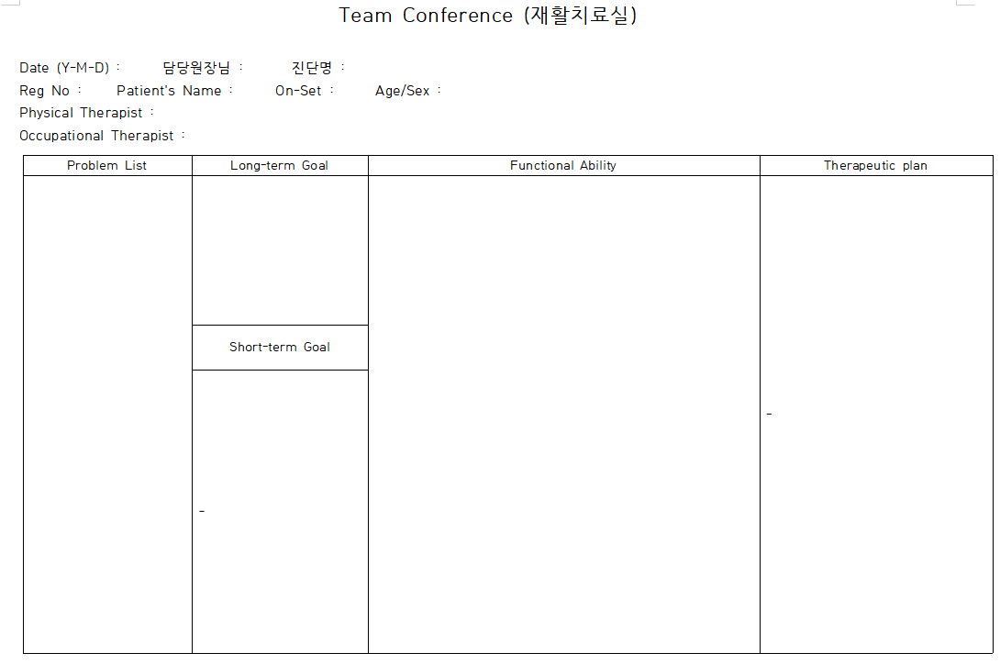 Team Conference (재활치료실)
Date (Y-M-D) : 담당원장님 : 진단명 :
Reg No : Patient's Name : On-Set : Age/Sex :
Physical Therapist :
Occupational Therapist :
Problem List Long-term Goal Functional Ability Therapeutic plan
Short-term Goal
-
-